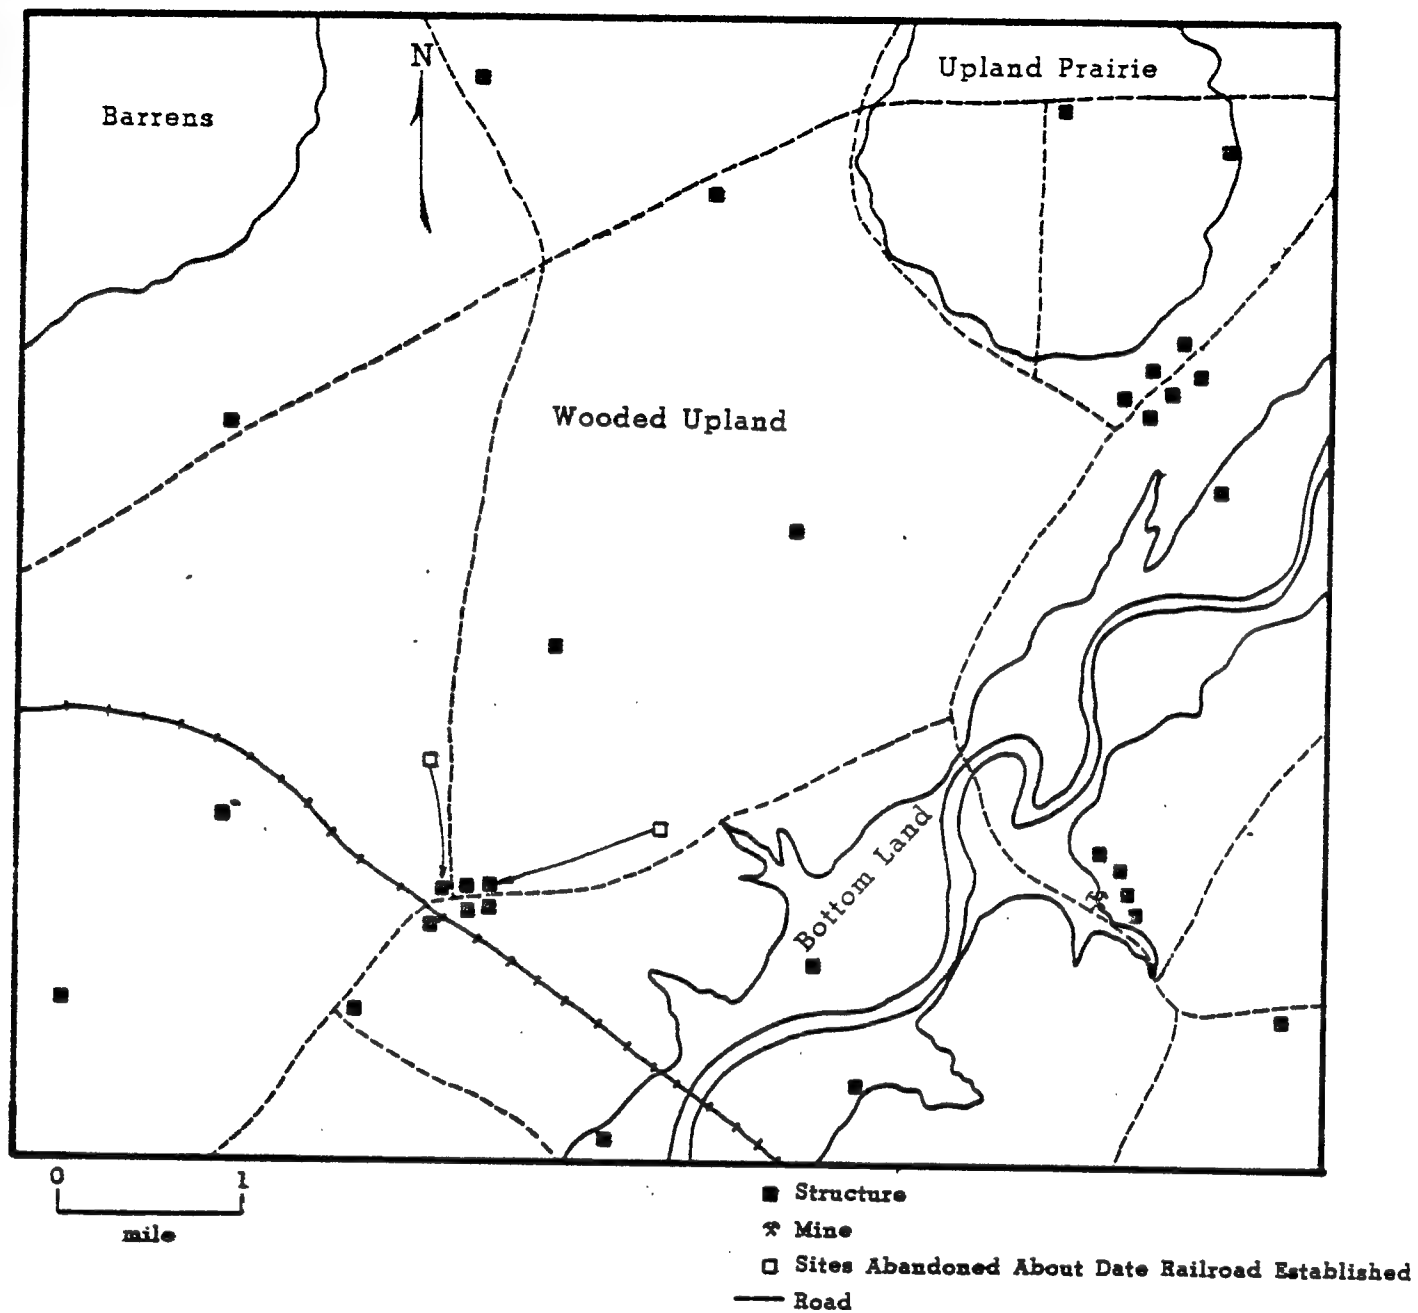 N
Upland Prairie
Barrens
Wooded Upland
Bottom Land
0 1
mile
Structure
Mine
Sites Abandoned About Date Railroad Established
Road